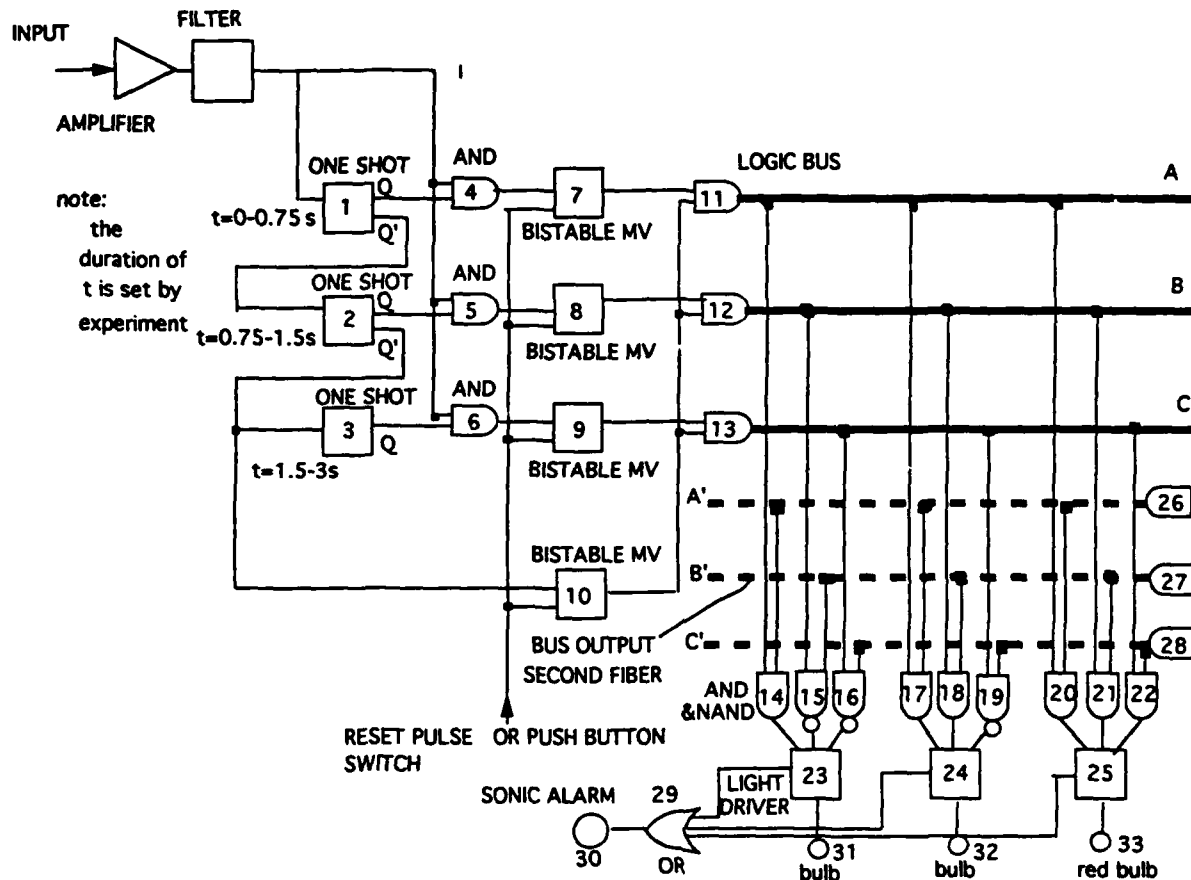 FILTER
INPUT
I
AMPLIFIER
AND
LOGIC BUS
A
ONE SHOT
Q
4
7
11
1
note:
t=0-0.75 s
the
Q'
BISTABLE MV
duration of
AND
B
t is set by
ONE SHOT
Q
5
8
12
experiment
2
t=0.75-1.5s
Q'
BISTABLE MV
AND
ONE SHOT
C
6
9
13
3
Q
t=1.5-3s
BISTABLE MV
A'
26
BISTABLE MV
B'
27
10
BUS OUTPUT
SECOND FIBER
C'
28
AND
&NAND
14
15
16
17
18
19
20
21
22
RESET PULSE OR PUSH BUTTON
SWITCH
23
24
25
SONIC ALARM
29
LIGHT
DRIVER
30
OR
31
32
33
bulb
bulb
red bulb